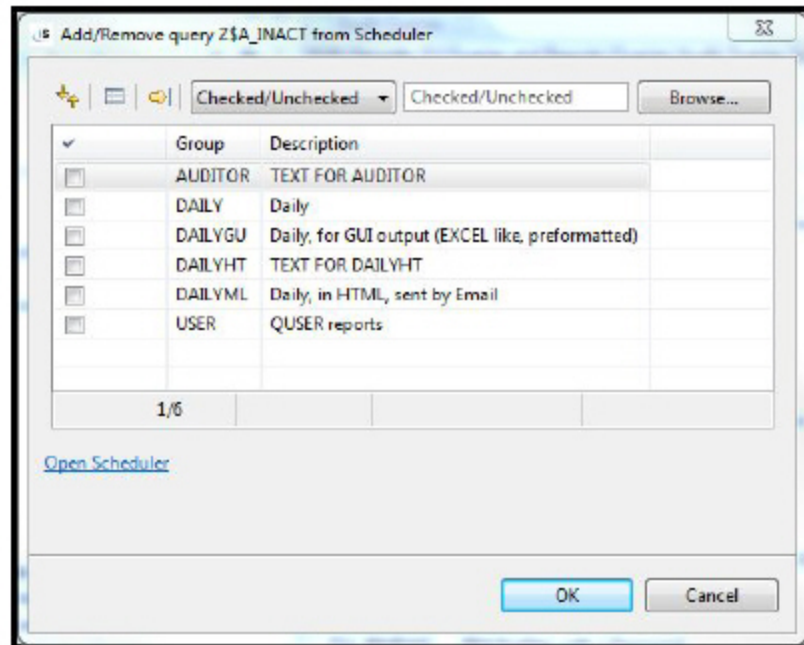 Add/Remove query Z$A_INACT from Scheduler
Checked/Unchecked Checked/Unchecked Browse...
Group Description
AUDITOR TEXT FOR AUDITOR
DAILY Daily
DAILYGU Daily, for GUI output (EXCEL like, preformatted)
DAILYHT TEXT FOR DAILYHT
DAILYML Daily, in HTML, sent by Email
USER QUSER reports
1/6
Open Scheduler
OK Cancel